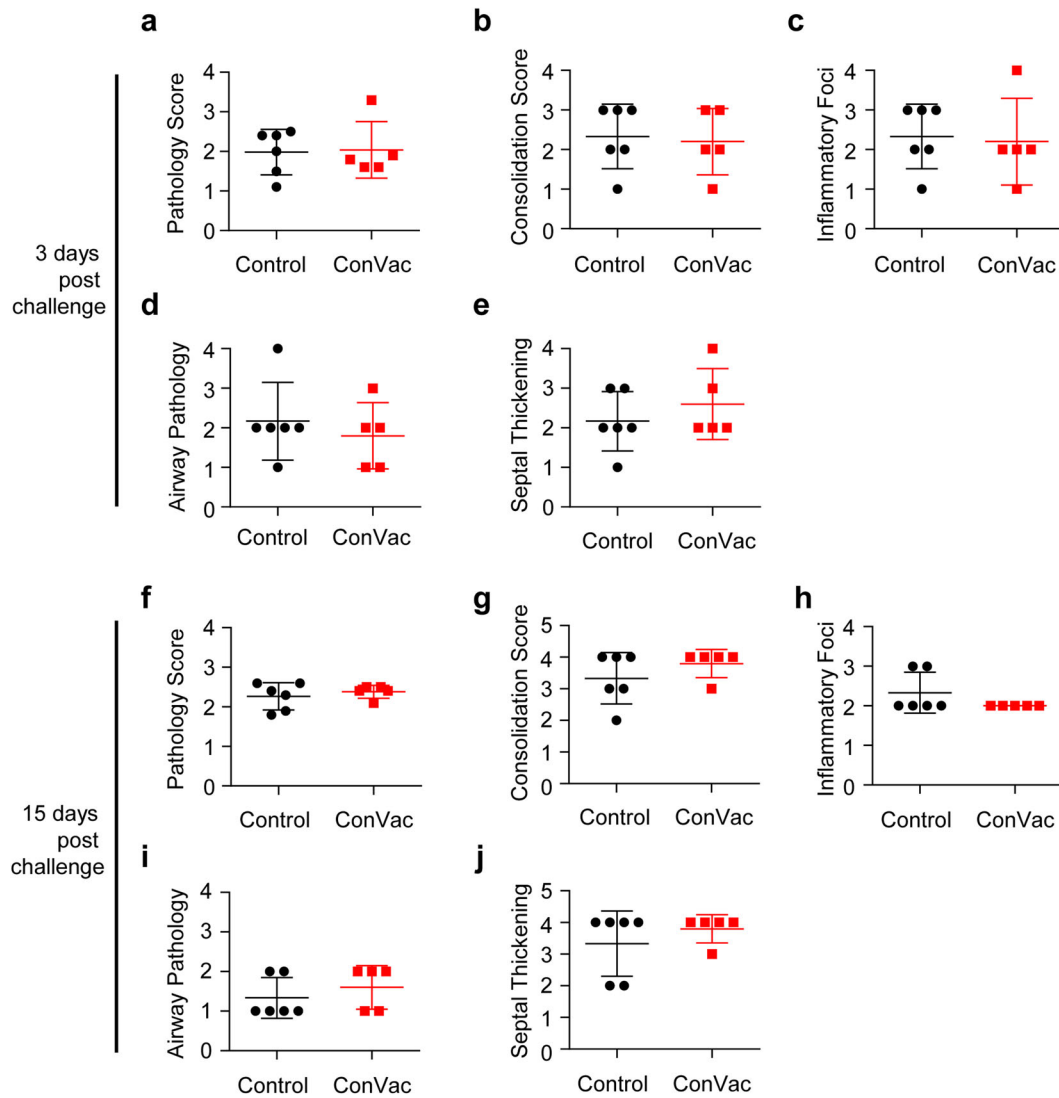 a
Pathology Score
4
3
2
1
0
Control ConVac
b
Consolidation Score
4
3
2
1
0
Control ConVac
c
Inflammatory Foci
4
3
2
1
0
Control ConVac
3 days
post
challenge
d
Airway Pathology
4
3
2
1
0
Control ConVac
e
Septal Thickening
4
3
2
1
0
Control ConVac
f
Pathology Score
4
3
2
1
0
Control ConVac
g
Consolidation Score
5
4
3
2
1
0
Control ConVac
h
Inflammatory Foci
4
3
2
1
0
Control ConVac
15 days
post
challenge
i
Airway Pathology
4
3
2
1
0
Control ConVac
j
Septal Thickening
5
4
3
2
1
0
Control ConVac